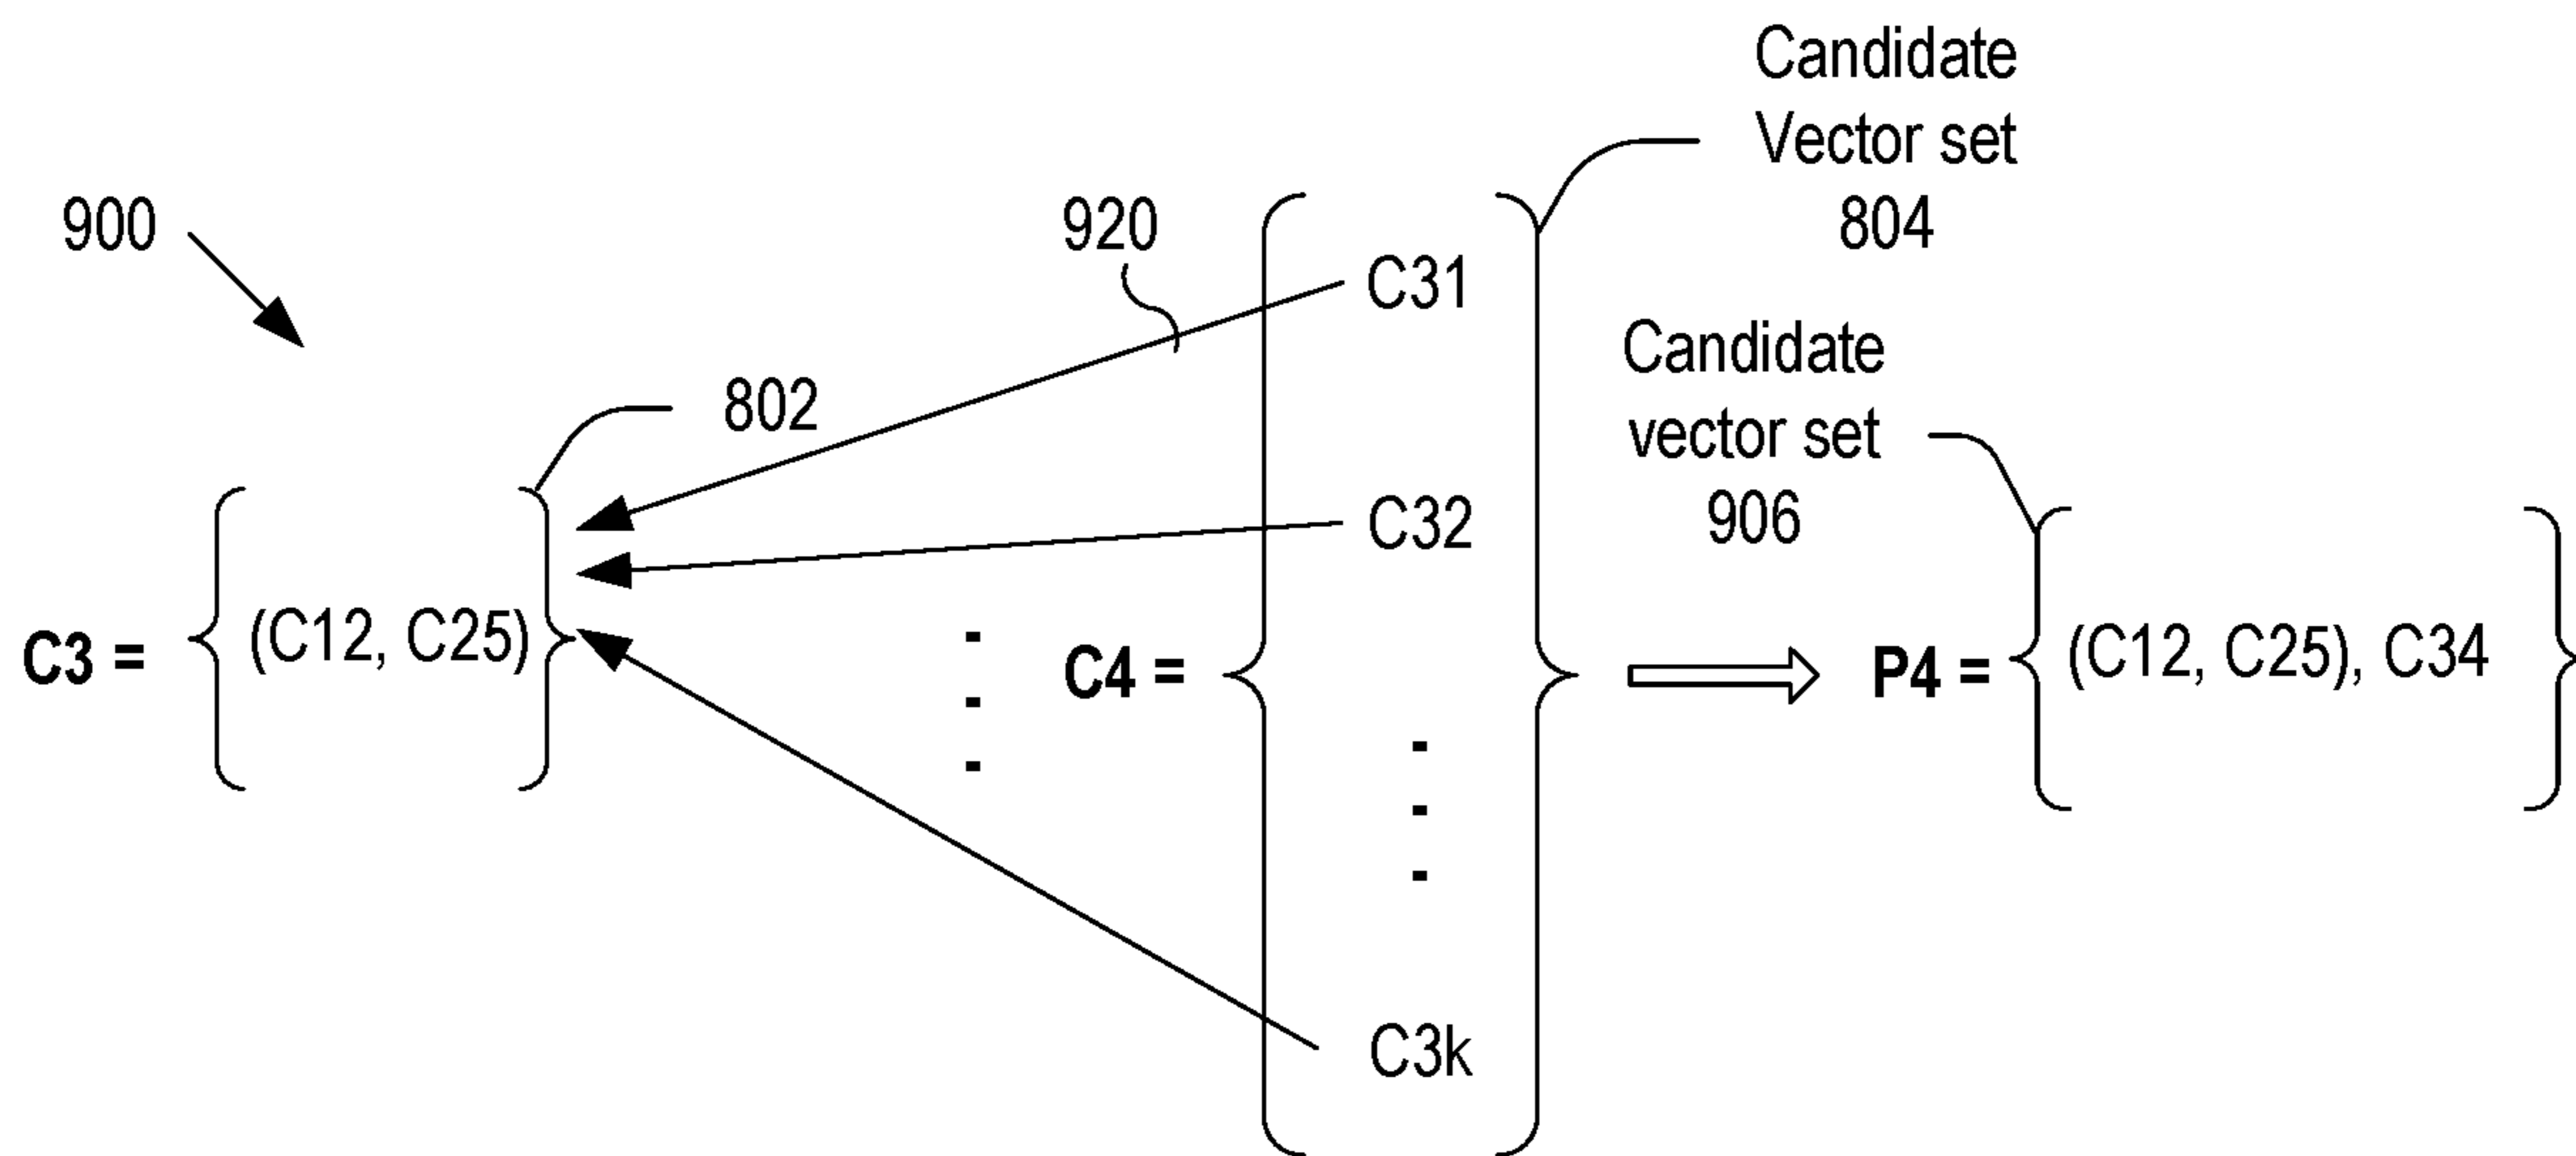 Candidate
Vector set
804
900
920
C31
Candidate
vector set
906
802
C32
C3 =
(C12, C25)
C4 =
P4 =
(C12, C25), C34
C3k